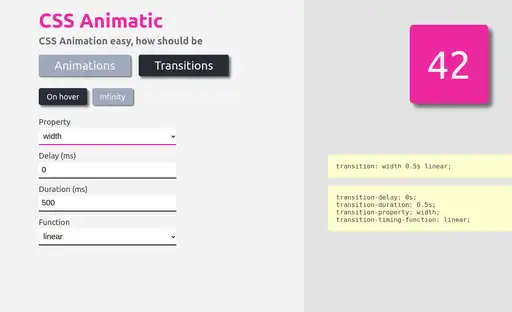 CSS Animatic
CSS Animation easy, how should be
Animations
Transitions
On hover
Infinity
Property
width
Delay (ms)
0
Duration (ms)
500
Function
linear
42
transition: width 0.5s linear;
transition-delay: 0s;
transition-duration: 0.5s;
transition-property: width;
transition-timing-function: linear;